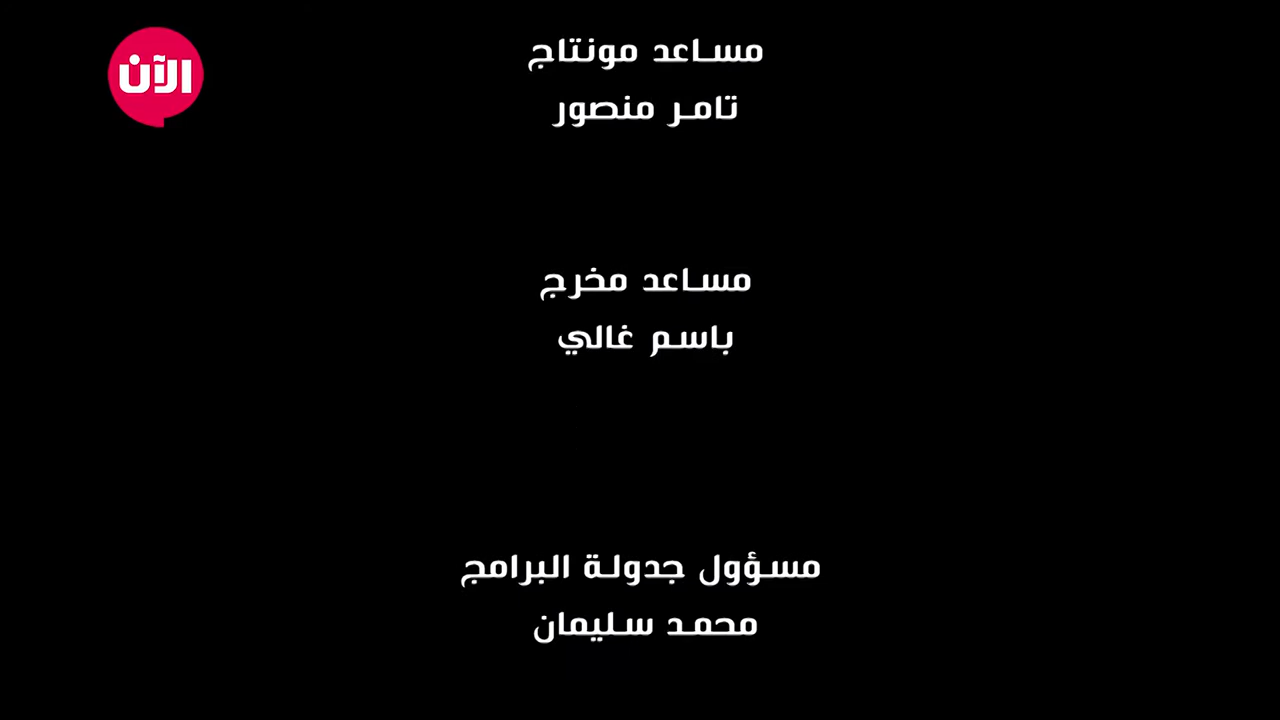 الآن
مساعد مونتاج
تامر منصور
مساعد مخرج
باسم غالي
مسؤول جدولة البرامج
محمد سليمان